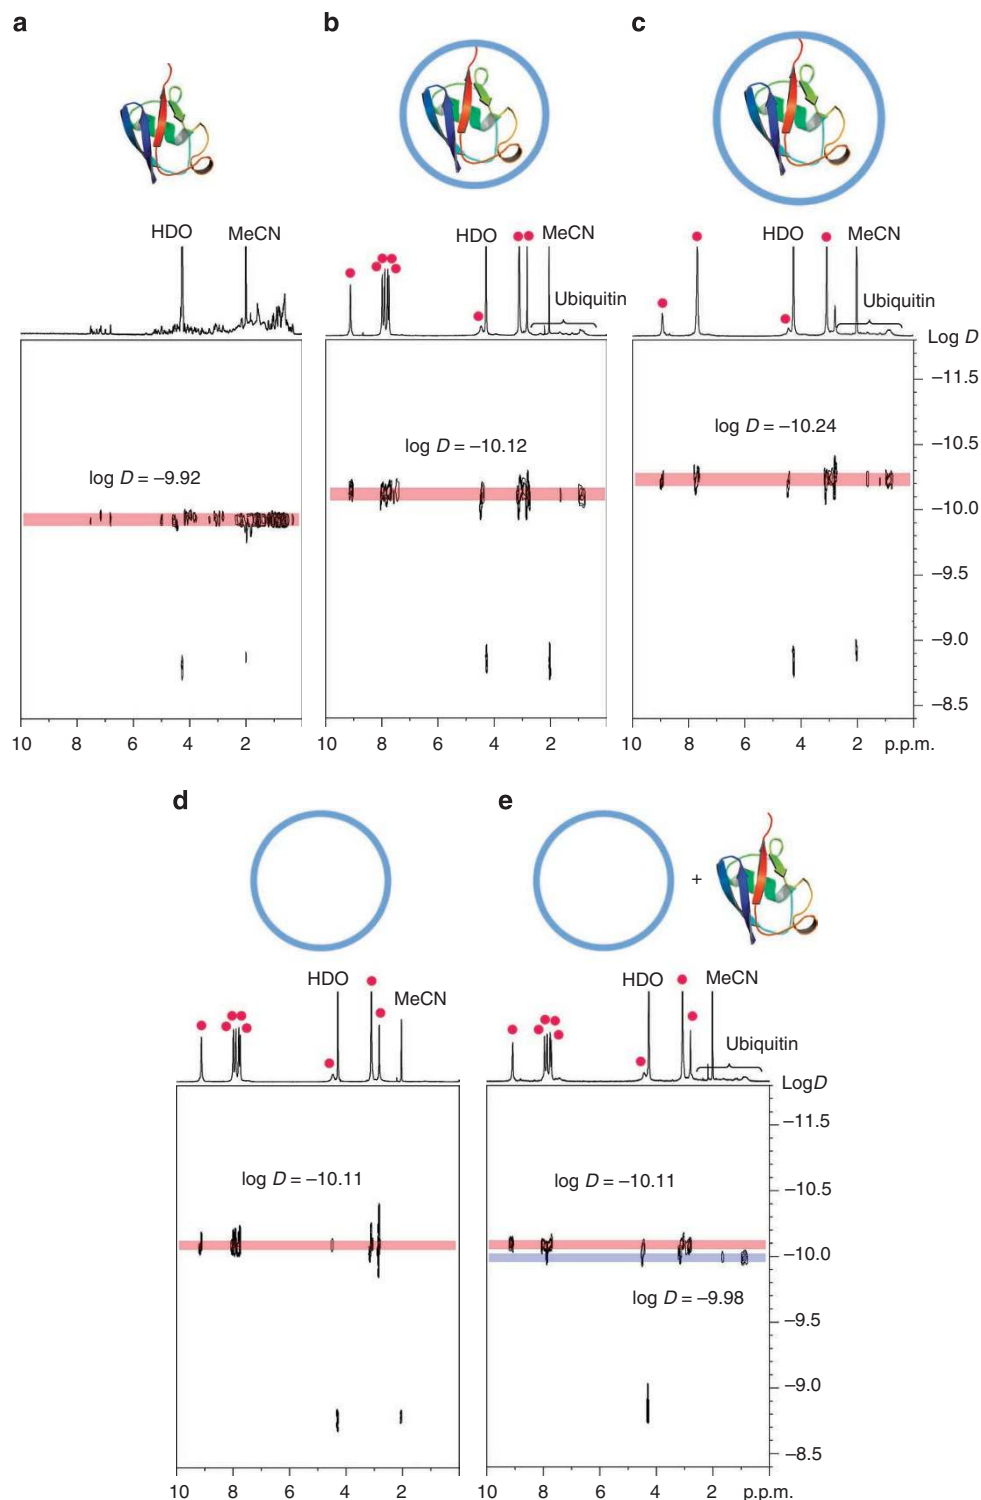 a
b
c
HDO
MeCN
HDO
MeCN
Ubiquitin
HDO
MeCN
Ubiquitin
Log D
–11.5
–10.5
–10.0
–9.5
–9.0
–8.5
log D = –9.92
log D = –10.12
log D = –10.24
10 8 6 4 2
10 8 6 4 2
10 8 6 4 2 p.p.m.
d
e
+
HDO
MeCN
HDO
MeCN
Ubiquitin
LogD
–11.5
–10.5
–10.0
–9.5
–9.0
–8.5
log D = –10.11
log D = –10.11
log D = –9.98
10 8 6 4 2
10 8 6 4 2 p.p.m.